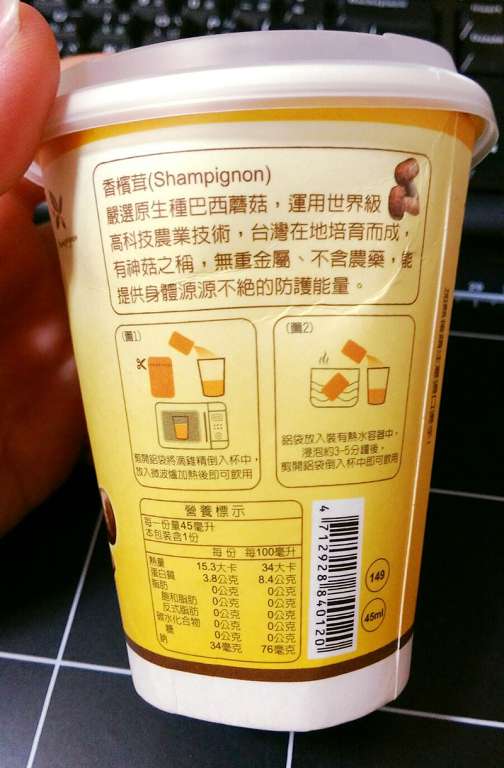 香檳茸(Shampignon)
嚴選原生種巴西蘑菇，運用世界級
高科技農業技術，台灣在地培育而成，
有神菇之稱，無重金屬、不含農藥，能
提供身體源源不絕的防護能量。
(圖1)
剪開鋁袋將滴雞精倒入杯中，
放入微波爐加熱後即可飲用
(圖2)
鋁袋放入裝有熱水容器中，
浸泡約3-5分鐘後，
剪開鋁袋倒入杯中即可飲用
營養標示
每一份量45毫升
本包裝含1份
每份 每100毫升
熱量 15.3大卡 34大卡
蛋白質 3.8公克 8.4公克
脂肪 0公克 0公克
飽和脂肪 0公克 0公克
反式脂肪 0公克 0公克
碳水化合物 0公克 0公克
糖 0公克 0公克
鈉 34毫克 76毫克
4 712928 840120
149
45ml